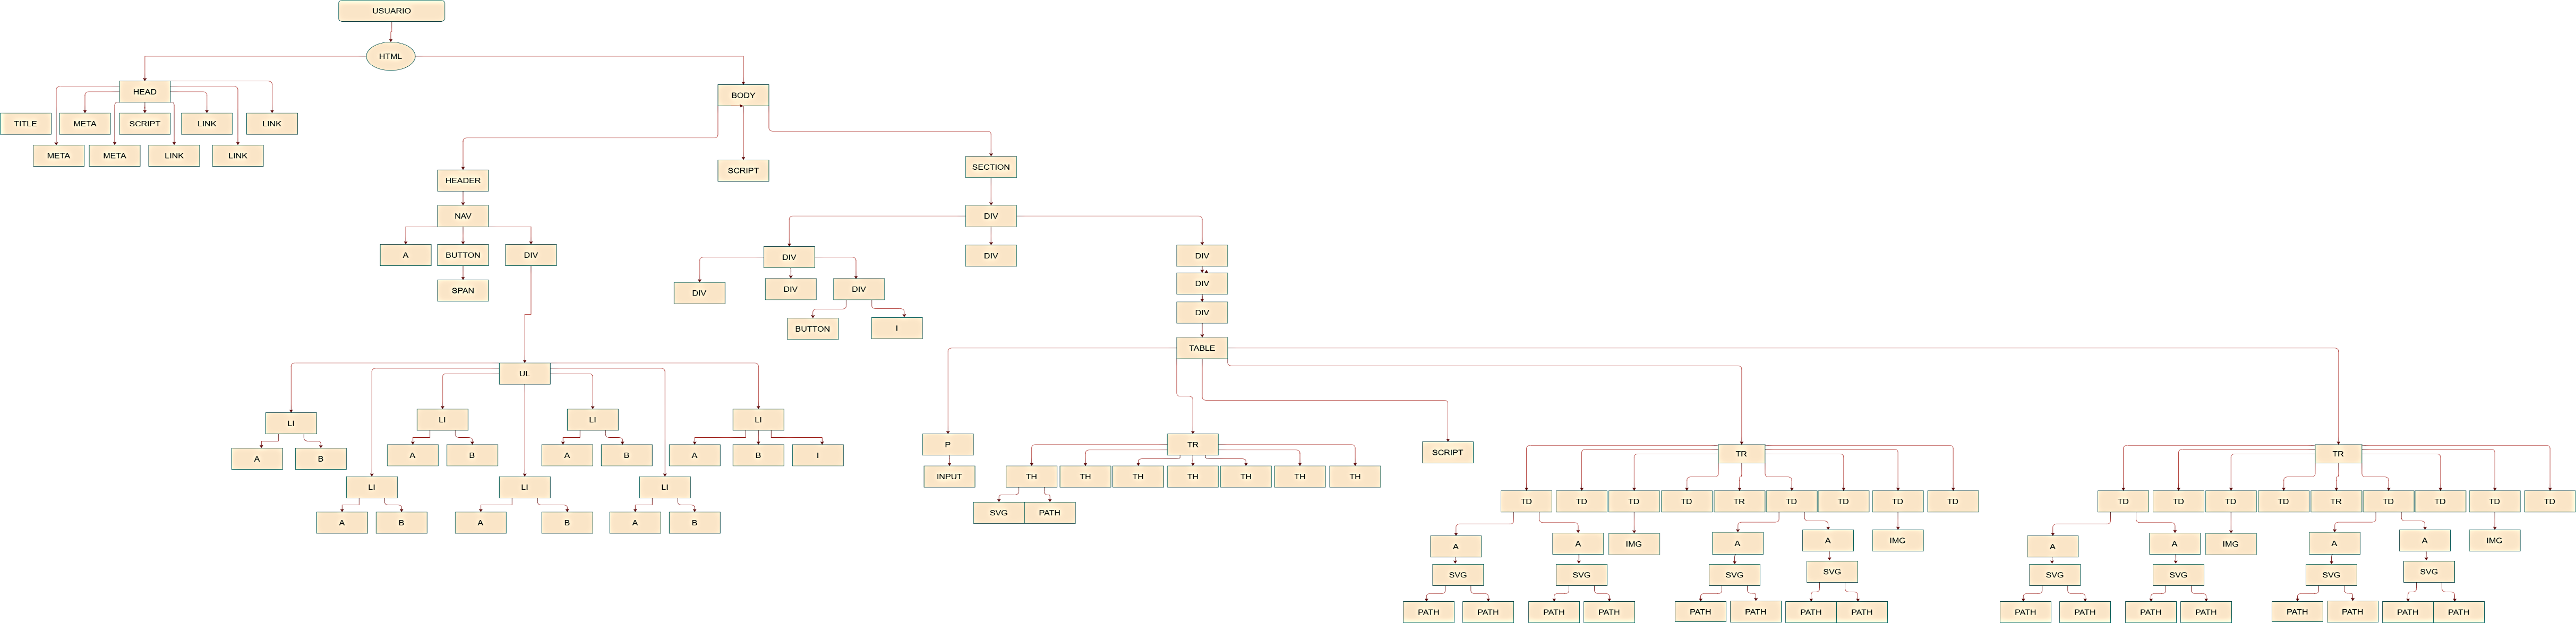 USUARIO
HTML
HEAD
BODY
TITLE META SCRIPT LINK LINK
META META LINK LINK
SCRIPT
SECTION
HEADER
NAV
DIV
A BUTTON DIV
DIV
DIV
DIV
SPAN
DIV DIV DIV
DIV
BUTTON I
DIV
TABLE
UL
LI LI LI LI
A B A B A B A B I
LI LI LI
A B A B A B
P TR SCRIPT TR TR
INPUT TH TH TH TH TH TH TH
SVG PATH
TD TD TD TD TR TD TD TD TD
A A IMG A A IMG
SVG SVG SVG SVG
PATH PATH PATH PATH PATH PATH PATH PATH
TD TD TD TD TR TD TD TD TD
A A IMG A A IMG
SVG SVG SVG SVG
PATH PATH PATH PATH PATH PATH PATH PATH